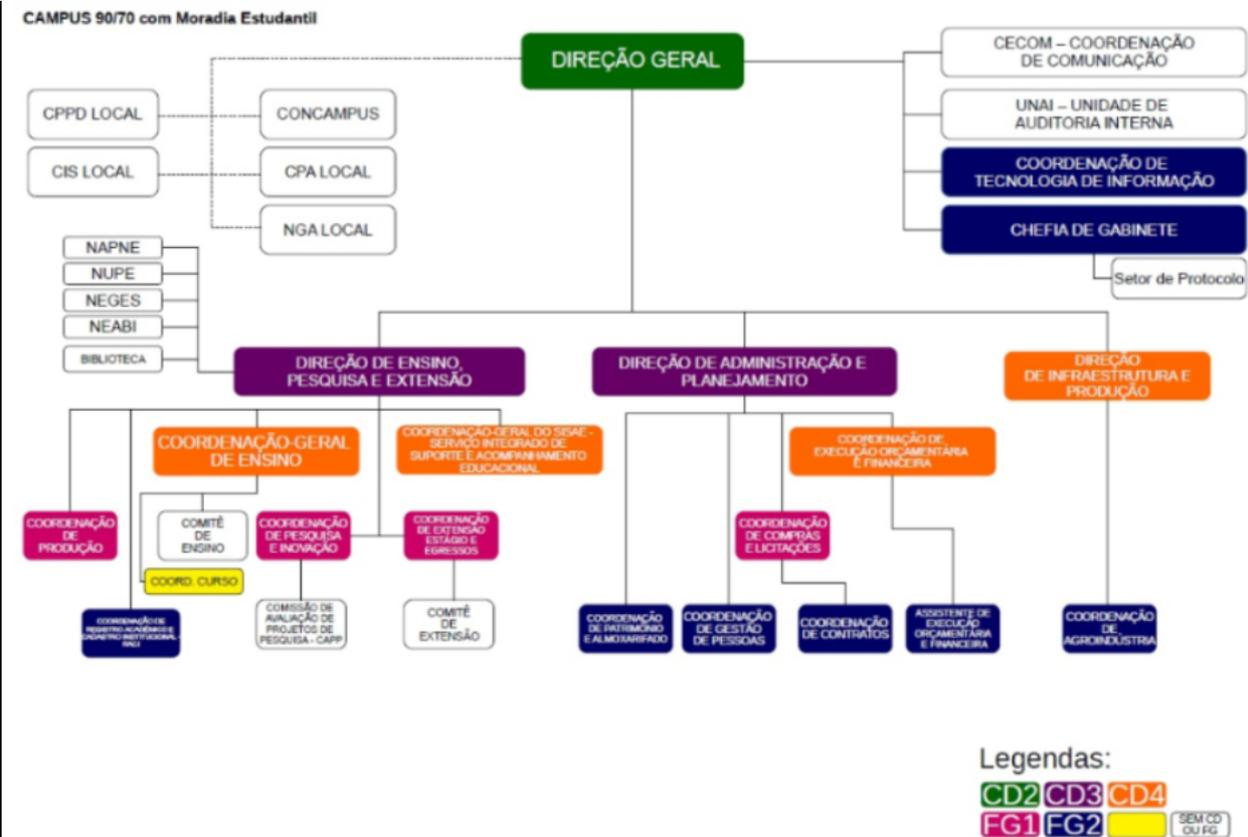 CAMPUS 90/70 com Moradia Estudantil
DIREÇÃO GERAL
CECOM – COORDENAÇÃO
DE COMUNICAÇÃO
UNAI – UNIDADE DE
AUDITORIA INTERNA
COORDENAÇÃO DE
TECNOLOGIA DE INFORMAÇÃO
CHEFIA DE GABINETE
Setor de Protocolo
CPPD LOCAL
CONCAMPUS
CIS LOCAL
CPA LOCAL
NGA LOCAL
NAPNE
NUPE
NEGES
NEABI
BIBLIOTECA
DIREÇÃO DE ENSINO,
PESQUISA E EXTENSÃO
DIREÇÃO DE ADMINISTRAÇÃO E
PLANEJAMENTO
DIREÇÃO
DE INFRAESTRUTURA E
PRODUÇÃO
COORDENAÇÃO-GERAL
DE ENSINO
COORDENAÇÃO-GERAL DO SISAE -
SERVIÇO INTEGRADO DE
SUPORTE E ACOMPANHAMENTO
EDUCACIONAL
COORDENAÇÃO DE
EXECUÇÃO ORÇAMENTÁRIA
E FINANCEIRA
COORDENAÇÃO
DE
PRODUÇÃO
COMITÊ
DE
ENSINO
COORDENAÇÃO
DE PESQUISA
E INOVAÇÃO
COORDENAÇÃO
DE EXTENSÃO
ESTÁGIO E
EGRESSOS
COORDENAÇÃO
DE COMPRAS
E LICITAÇÕES
COORD. CURSO
COORDENAÇÃO DE
REGISTRO ACADÊMICO E
CADASTRO INSTITUCIONAL -
COMISSÃO DE
AVALIAÇÃO DE
PROJETOS DE
PESQUISA - CAPP
COMITÊ
DE
EXTENSÃO
COORDENAÇÃO
DE PATRIMÔNIO
E ALMOXARIFADO
COORDENAÇÃO
DE GESTÃO
DE PESSOAS
COORDENAÇÃO
DE CONTRATOS
ASSISTENTE DE
EXECUÇÃO
ORÇAMENTÁRIA
E FINANCEIRA
COORDENAÇÃO
DE
AGROINDÚSTRIA
Legendas:
CD2 CD3 CD4
FG1 FG2
SEM CD
OU FG